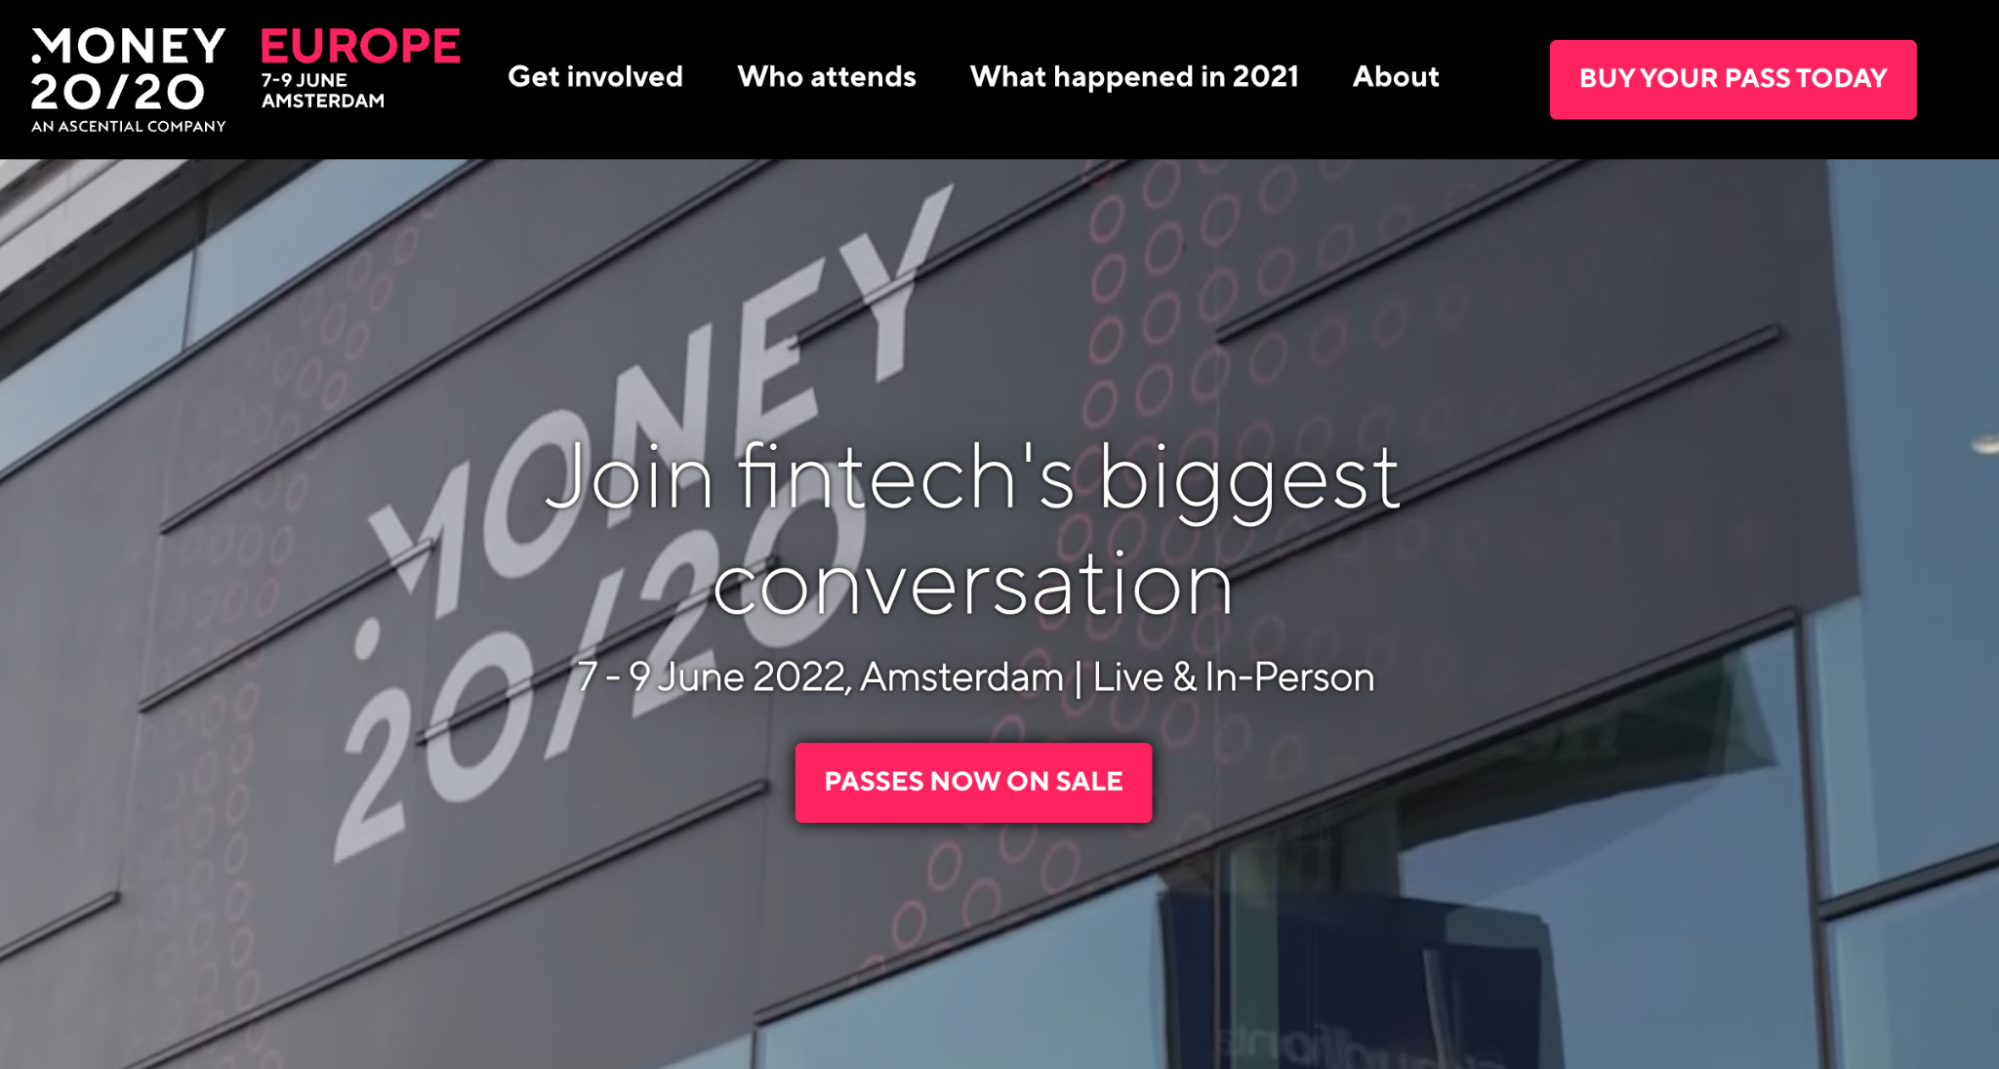 MONEY
20/20
AN ASCENTIAL COMPANY
EUROPE
7-9 JUNE
AMSTERDAM
Get involved
Who attends
What happened in 2021
About
BUY YOUR PASS TODAY
MONEY
20/20
Join fintech's biggest
conversation
7 - 9 June 2022, Amsterdam | Live & In-Person
PASSES NOW ON SALE